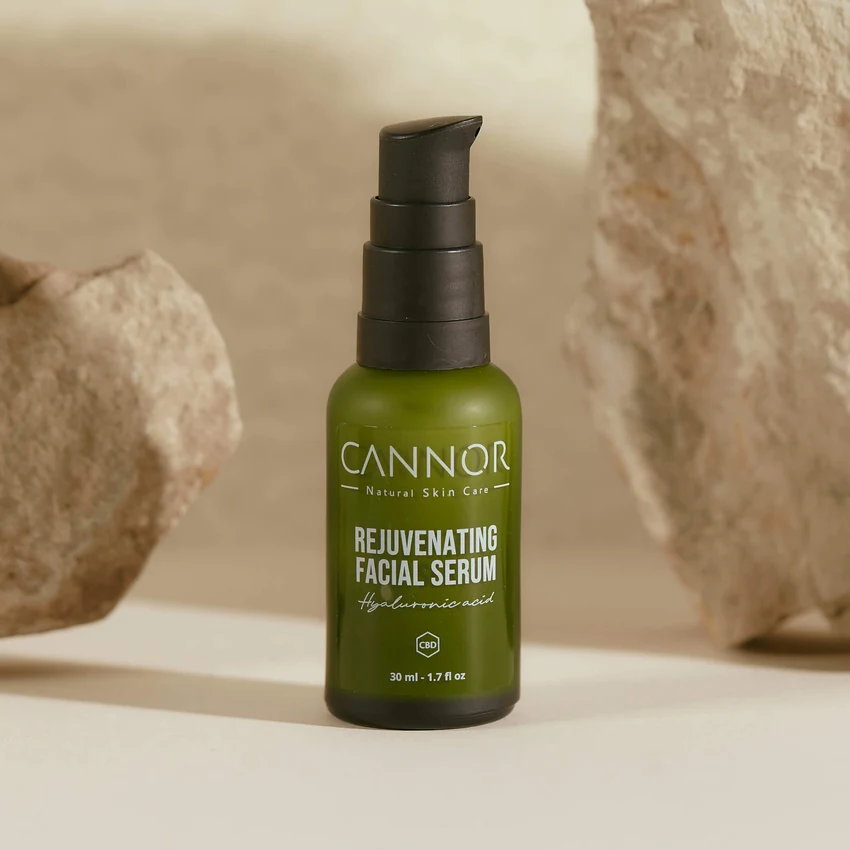 CANNOR
Natural Skin Care
REJUVENATING
FACIAL SERUM
Hyaluronic acid
CBD
30 ml - 1.7 fl oz